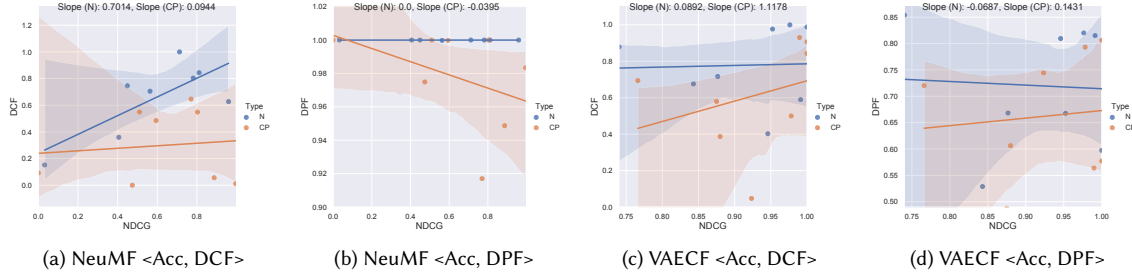 Slope (N): 0.7014, Slope (CP): 0.0944
1.2
1.0
0.8
0.6
0.4
0.2
0.0
DCF
0.0 0.2 0.4 0.6 0.8
NDCG
Type
N
CP
(a) NeuMF <Acc, DCF>
Slope (N): 0.0, Slope (CP): -0.0395
1.00
0.98
0.96
0.94
0.92
0.90
DPF
0.0 0.2 0.4 0.6 0.8
NDCG
Type
N
CP
(b) NeuMF <Acc, DPF>
Slope (N): 0.0892, Slope (CP): 1.1178
1.0
0.8
0.6
0.4
0.2
0.0
DCF
0.75 0.80 0.85 0.90 0.95 1.00
NDCG
Type
N
CP
(c) VAECF <Acc, DCF>
Slope (N): -0.0687, Slope (CP): 0.1431
0.85
0.80
0.75
0.70
0.65
0.60
0.55
0.50
DPF
0.75 0.80 0.85 0.90 0.95 1.00
NDCG
Type
N
CP
(d) VAECF <Acc, DPF>